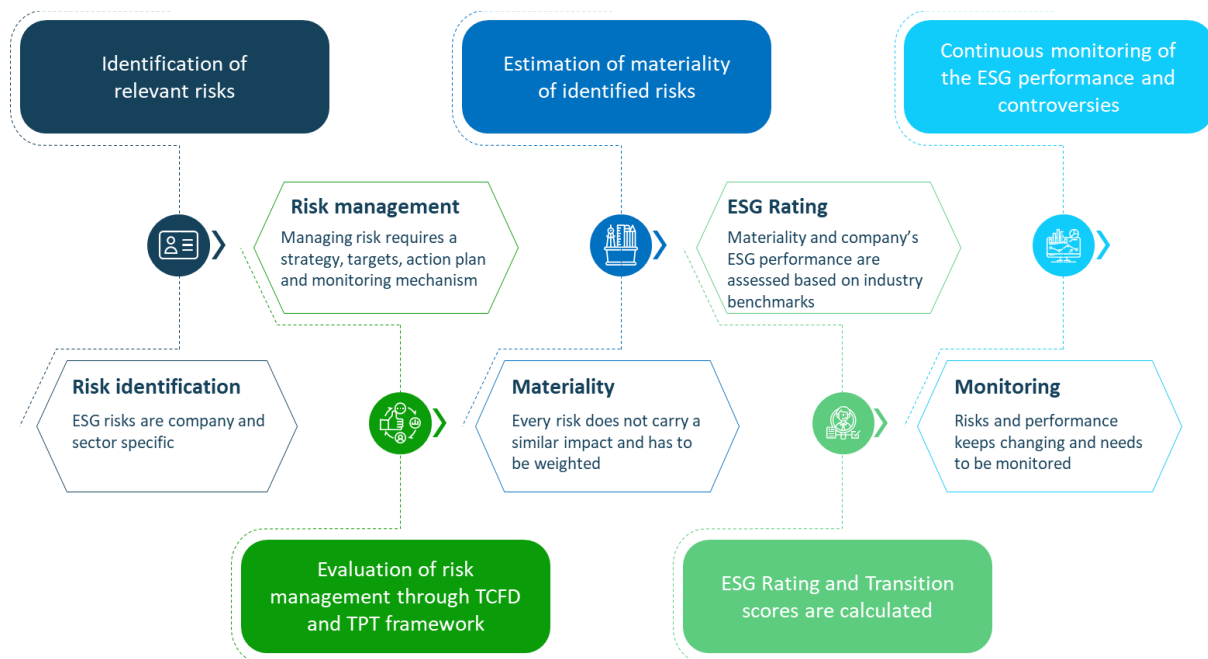 Identification of
relevant risks
Estimation of materiality
of identified risks
Continuous monitoring of
the ESG performance and
controversies
Risk management
Managing risk requires a
strategy, targets, action plan
and monitoring mechanism
ESG Rating
Materiality and company's
ESG performance are
assessed based on industry
benchmarks
Risk identification
ESG risks are company and
sector specific
Materiality
Every risk does not carry a
similar impact and has to
be weighted
Monitoring
Risks and performance
keeps changing and needs
to be monitored
Evaluation of risk
management through TCFD
and TPT framework
ESG Rating and Transition
scores are calculated